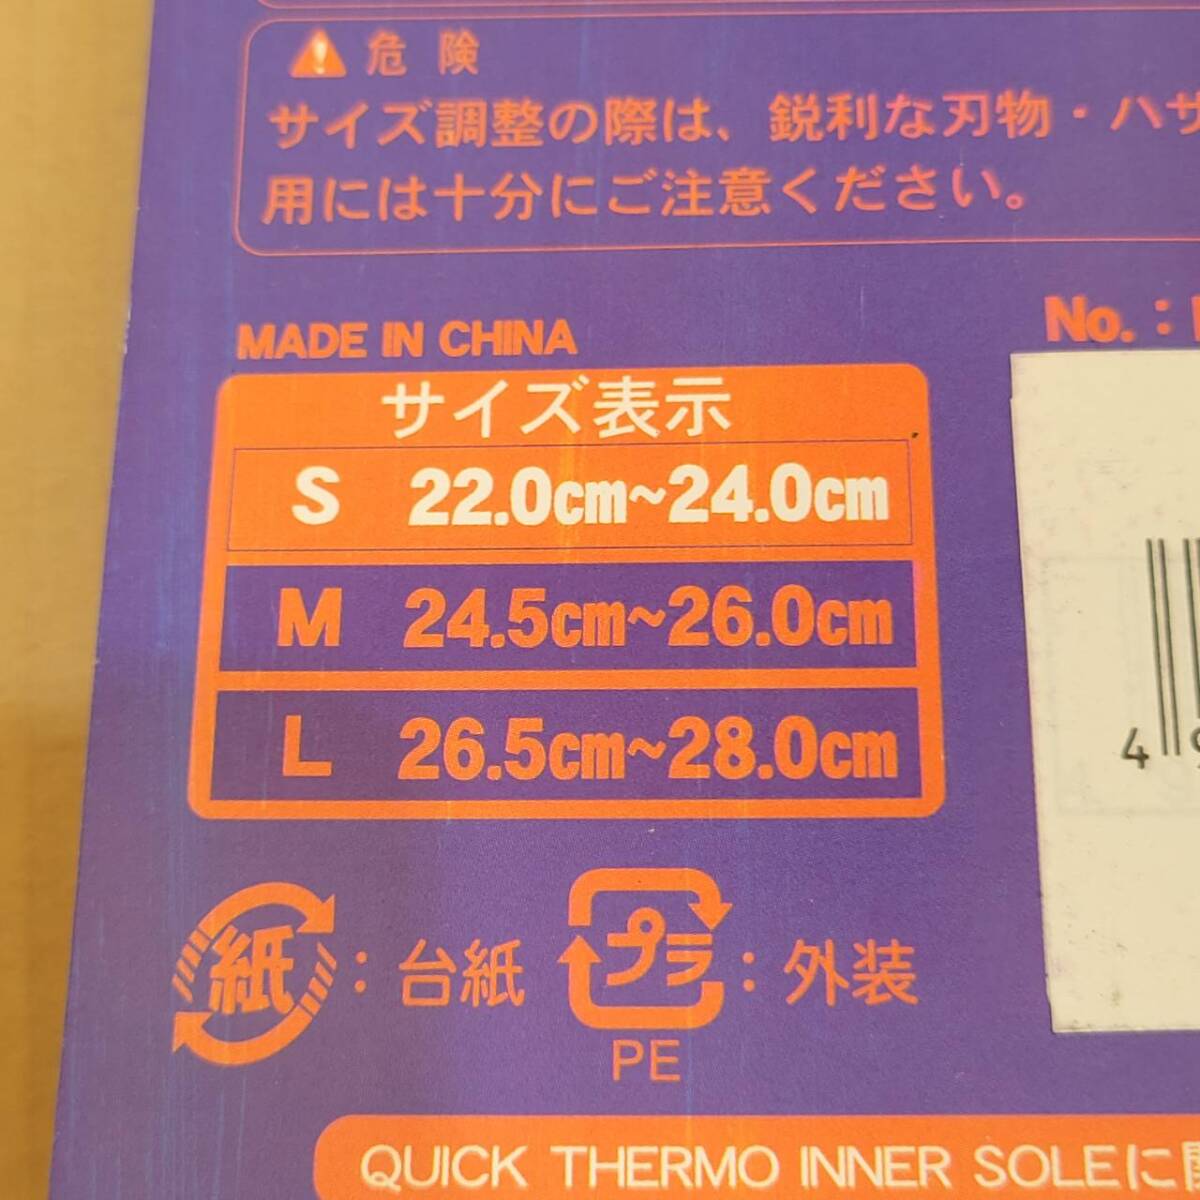 危険
サイズ調整の際は、鋭利な刃物・ハサ
用には十分にご注意ください。
MADE IN CHINA
No.:
サイズ表示
S 22.0cm~24.0cm
M 24.5cm~26.0cm
L 26.5cm~28.0cm
4
紙:台紙
プラ:外装
PE
QUICK THERMO INNER SOLEに